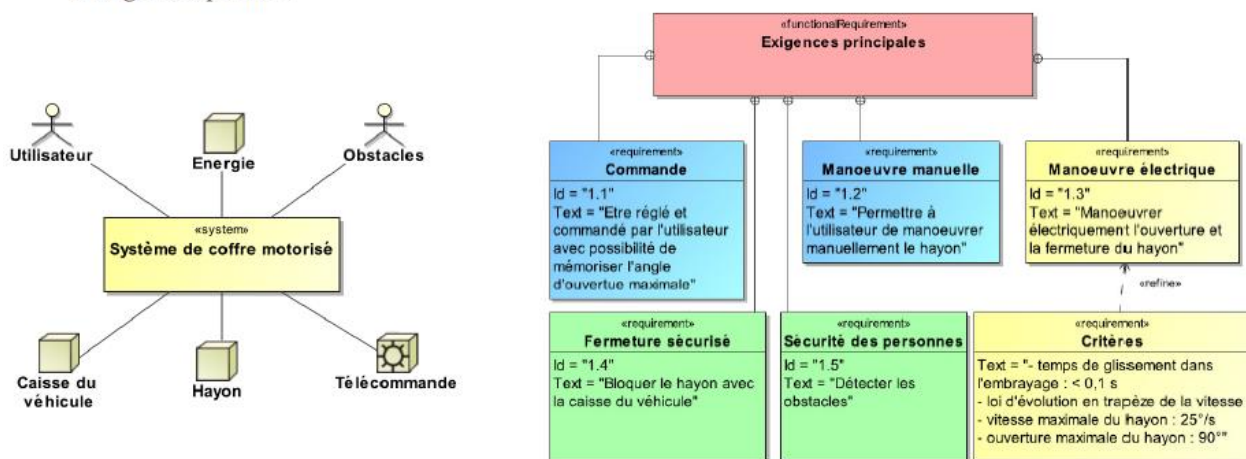 Utilisateur
Energie
Obstacles
«system»
Système de coffre motorisé
Caisse du
véhicule
Hayon
Télécommande
«functionalRequirement»
Exigences principales
«requirement»
Commande
Id = "1.1"
Text = "Etre réglé et
commandé par l'utilisateur
avec possibilité de
mémoriser l'angle
d'ouvertue maximale"
«requirement»
Manoeuvre manuelle
Id = "1.2"
Text = "Permettre à
l'utilisateur de manoeuvrer
manuellement le hayon"
«requirement»
Manoeuvre électrique
Id = "1.3"
Text = "Manoeuvrer
électriquement l'ouverture et
la fermeture du hayon"
«refine»
«requirement»
Fermeture sécurisé
Id = "1.4"
Text = "Bloquer le hayon avec
la caisse du véhicule"
«requirement»
Sécurité des personnes
Id = "1.5"
Text = "Détecter les
obstacles"
«requirement»
Critères
Text = "- temps de glissement dans
l'embrayage : < 0,1 s
- loi d'évolution en trapèze de la vitesse
- vitesse maximale du hayon : 25°/s
- ouverture maximale du hayon : 90°"